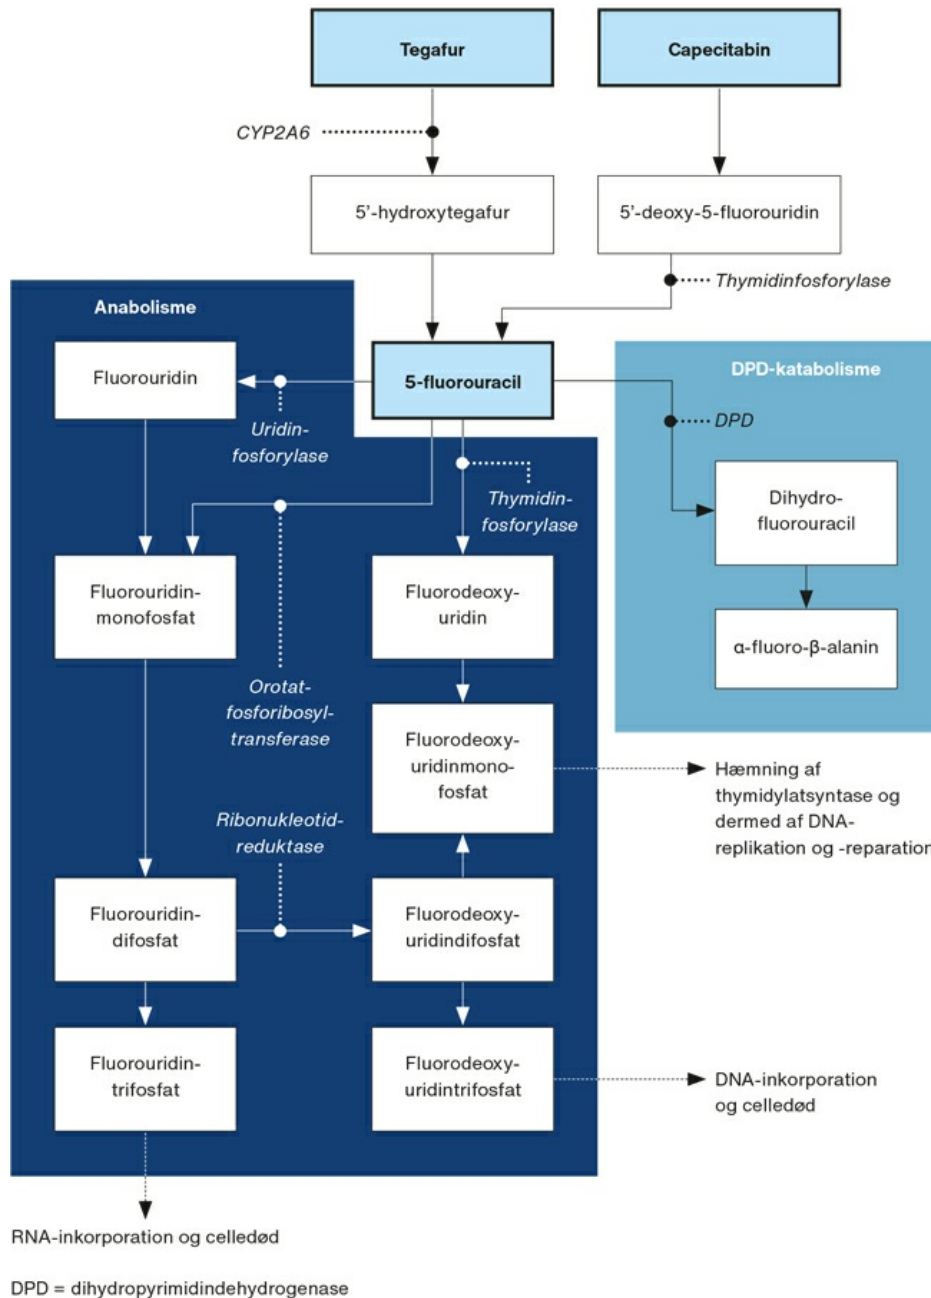 Tegafur
Capecitabin
CYP2A6
5'-hydroxytegafur
5'-deoxy-5-fluorouridin
Thymidinfosforylase
Anabolisme
Fluorouridin
5-fluorouracil
DPD-katabolisme
Uridin-
fosforylase
DPD
Thymidin-
fosforylase
Dihydro-
fluorouracil
Fluorouridin-
monofosfat
Fluorodeoxy-
uridin
α-fluoro-β-alanin
Orotat-
fosforibosyl-
transferase
Fluorodeoxy-
uridinmono-
fosfat
Hæmning af
thymidylatsyntase og
dermed af DNA-
replikation og -reparation
Ribonukleotid-
reduktase
Fluorouridin-
difosfat
Fluorodeoxy-
uridindifosfat
Fluorouridin-
trifosfat
Fluorodeoxy-
uridintrifosfat
DNA-inkorporation
og celledød
RNA-inkorporation og celledød
DPD = dihydropyrimidindehydrogenase